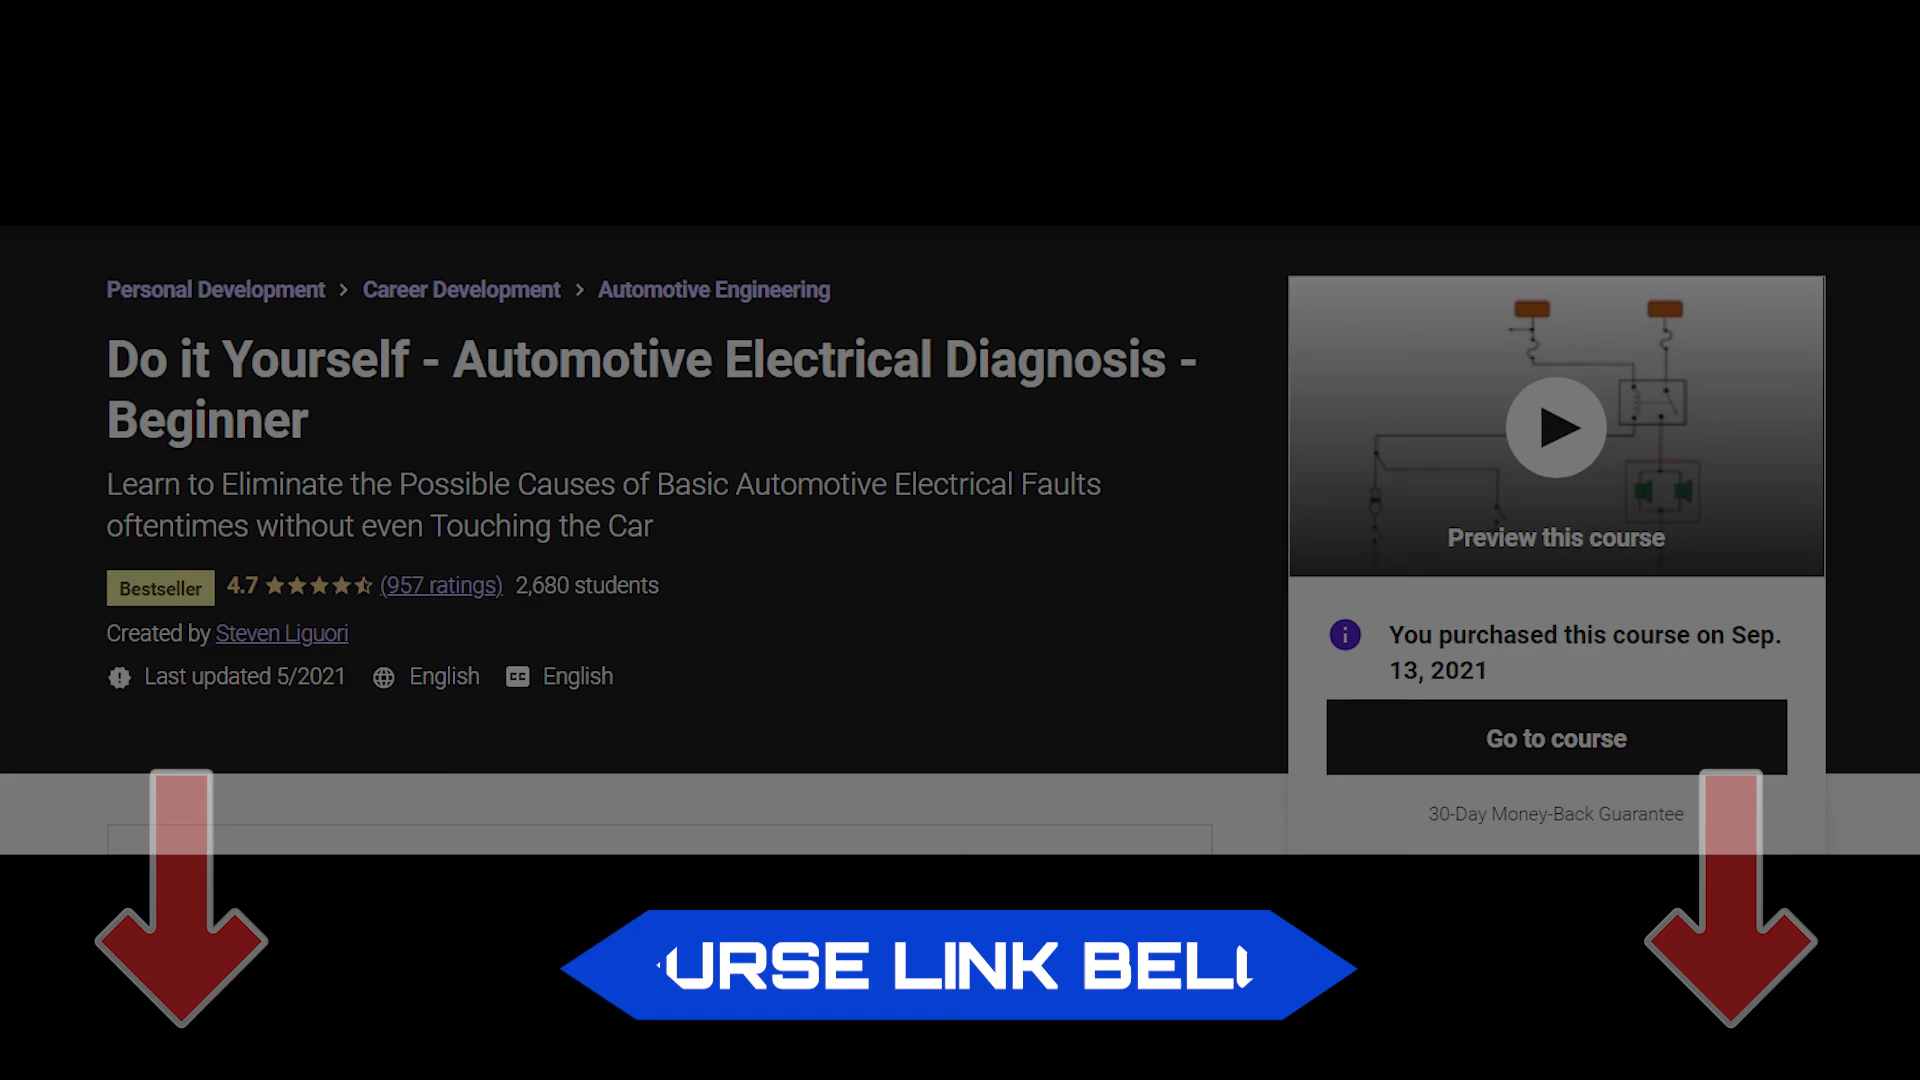 Personal Development > Career Development > Automotive Engineering
Do it Yourself - Automotive Electrical Diagnosis -
Beginner
Learn to Eliminate the Possible Causes of Basic Automotive Electrical Faults
oftentimes without even Touching the Car
Bestseller 4.7 (957 ratings) 2,680 students
Created by Steven Liguori
Last updated 5/2021 English CC English
Preview this course
You purchased this course on Sep.
13, 2021
Go to course
30-Day Money-Back Guarantee
URSE LINK BEL